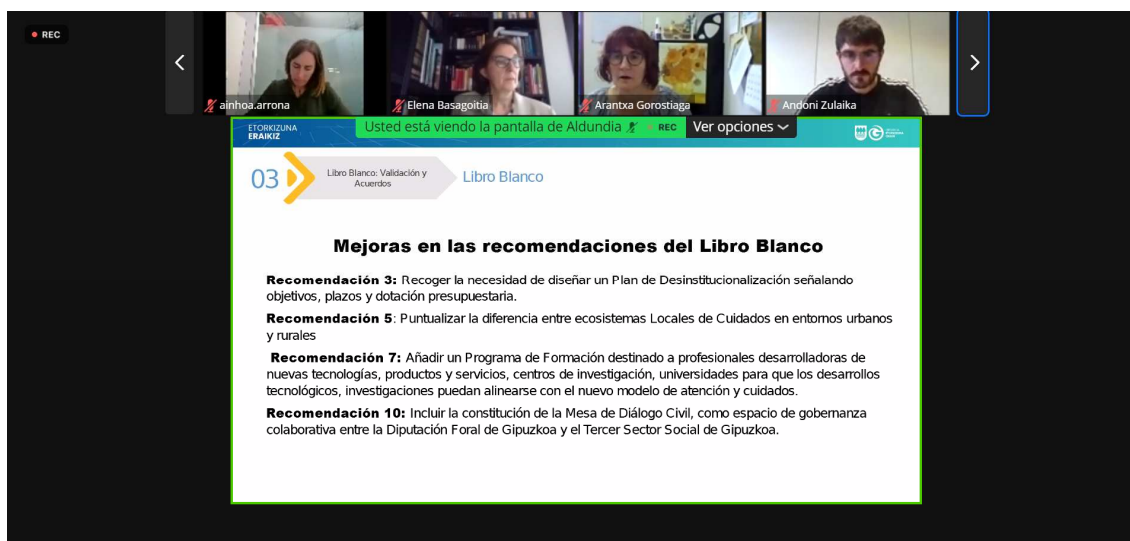 REC
ainhoa.arrona
Elena Basagoitia
Arantxa Gorostiaga
Andoni Zulaika
ETORKIZUNA
ERAIKIZ
Usted está viendo la pantalla de Aldundia
REC
Ver opciones
03
Libro Blanco: Validación y
Acuerdos
Libro Blanco
Mejoras en las recomendaciones del Libro Blanco
Recomendación 3: Recoger la necesidad de diseñar un Plan de Desinstitucionalización señalando
objetivos, plazos y dotación presupuestaria.
Recomendación 5: Puntualizar la diferencia entre ecosistemas Locales de Cuidados en entornos urbanos
y rurales
Recomendación 7: Añadir un Programa de Formación destinado a profesionales desarrolladoras de
nuevas tecnologías, productos y servicios, centros de investigación, universidades para que los desarrollos
tecnológicos, investigaciones puedan alinearse con el nuevo modelo de atención y cuidados.
Recomendación 10: Incluir la constitución de la Mesa de Diálogo Civil, como espacio de gobernanza
colaborativa entre la Diputación Foral de Gipuzkoa y el Tercer Sector Social de Gipuzkoa.